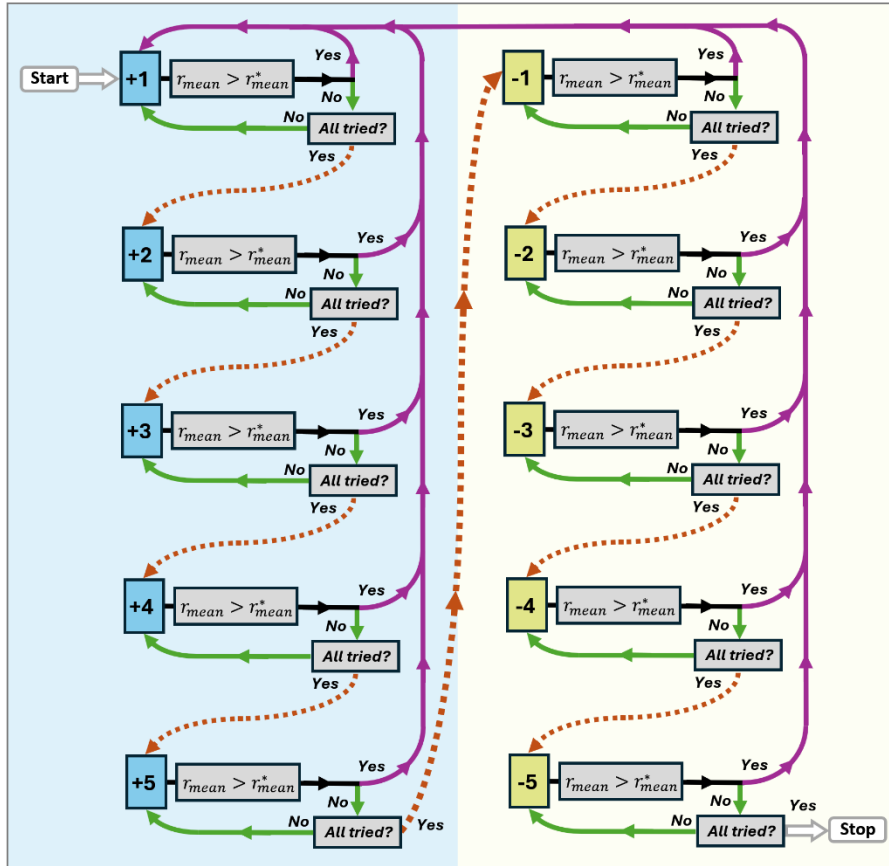 Start
+1
r_mean > r*_mean
Yes
No
No
All tried?
Yes
+2
r_mean > r*_mean
Yes
No
No
All tried?
Yes
+3
r_mean > r*_mean
Yes
No
No
All tried?
Yes
+4
r_mean > r*_mean
Yes
No
All tried?
Yes
+5
r_mean > r*_mean
Yes
No
No
All tried?
Yes
-1
r_mean > r*_mean
Yes
No
No
All tried?
Yes
-2
r_mean > r*_mean
Yes
No
No
All tried?
Yes
-3
r_mean > r*_mean
Yes
No
No
All tried?
Yes
-4
r_mean > r*_mean
Yes
No
No
All tried?
Yes
-5
r_mean > r*_mean
Yes
No
No
All tried?
Yes
Stop